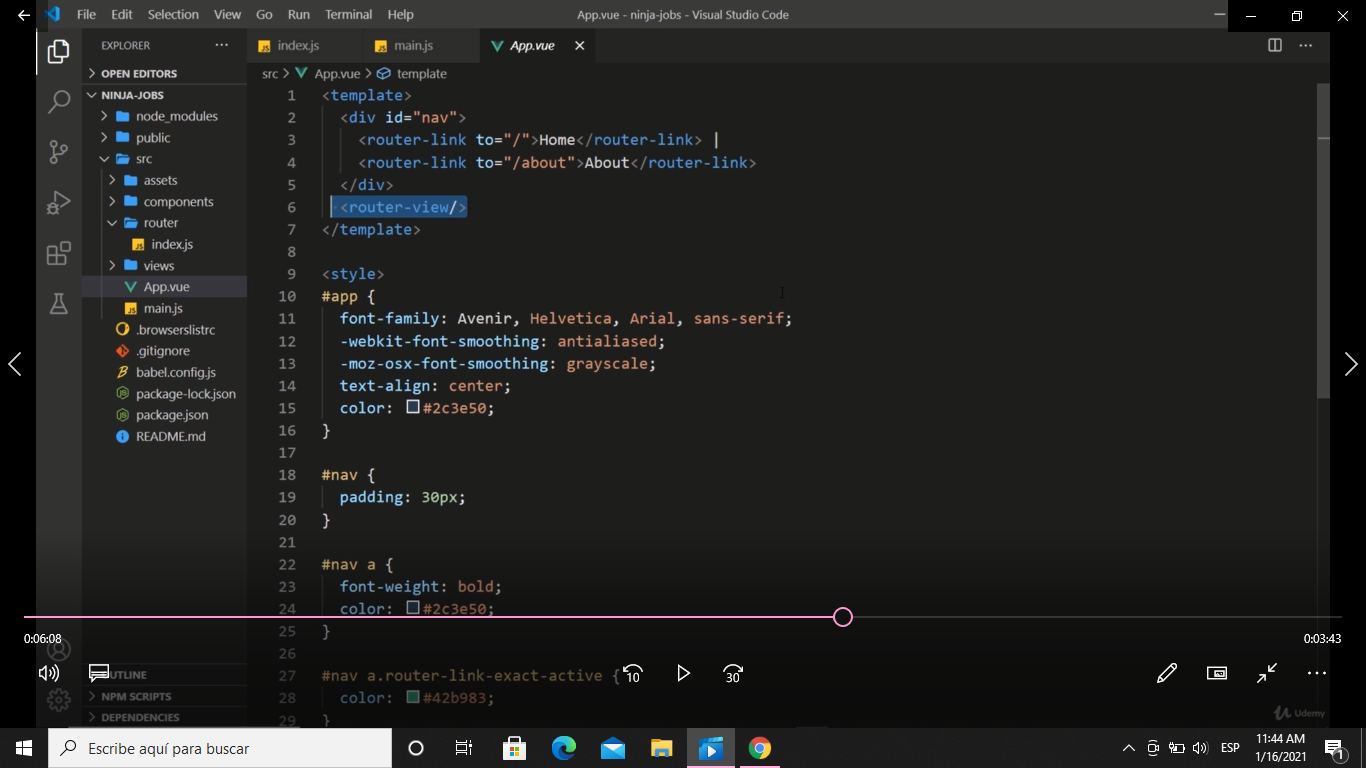 File Edit Selection View Go Run Terminal Help
App.vue - ninja-jobs - Visual Studio Code
EXPLORER
OPEN EDITORS
NINJA-JOBS
node_modules
public
src
assets
components
router
index.js
views
App.vue
main.js
.browserslistrc
.gitignore
babel.config.js
package-lock.json
package.json
README.md
OUTLINE
NPM SCRIPTS
DEPENDENCIES
index.js main.js App.vue
src > App.vue > template
1 <template>
2 <div id="nav">
3 <router-link to="/">Home</router-link> |
4 <router-link to="/about">About</router-link>
5 </div>
6 <router-view/>
7 </template>
8
9 <style>
10 #app {
11 font-family: Avenir, Helvetica, Arial, sans-serif;
12 -webkit-font-smoothing: antialiased;
13 -moz-osx-font-smoothing: grayscale;
14 text-align: center;
15 color: #2c3e50;
16 }
17
18 #nav {
19 padding: 30px;
20 }
21
22 #nav a {
23 font-weight: bold;
24 color: #2c3e50;
25 }
26
27 #nav a.router-link-exact-active {
28 color: #42b983;
29 }
0:06:08
0:03:43
10
30
Udemy
Escribe aquí para buscar
ESP
11:44 AM
1/16/2021
1